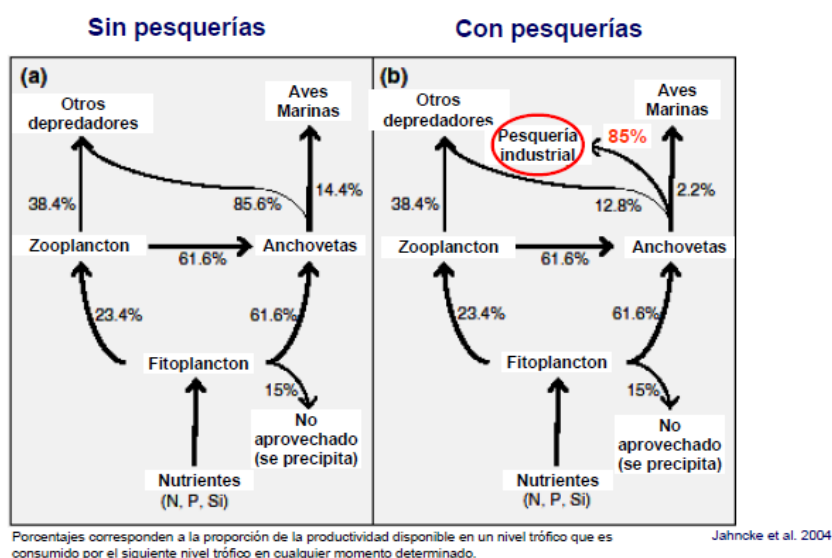 Sin pesquerías
Con pesquerías
(a)
Otros
depredadores
Aves
Marinas
38.4%
85.6%
14.4%
Zooplancton
61.6%
Anchovetas
23.4%
61.6%
Fitoplancton
15%
No
aprovechado
(se precipita)
Nutrientes
(N, P, Si)
(b)
Otros
depredadores
Pesquería
industrial
85%
Aves
Marinas
38.4%
12.8%
2.2%
Zooplancton
61.6%
Anchovetas
23.4%
61.6%
Fitoplancton
15%
No
aprovechado
(se precipita)
Nutrientes
(N, P, Si)
Porcentajes corresponden a la proporción de la productividad disponible en un nivel trófico que es
consumido por el siguiente nivel trófico en cualquier momento determinado.
Jahncke et al. 2004